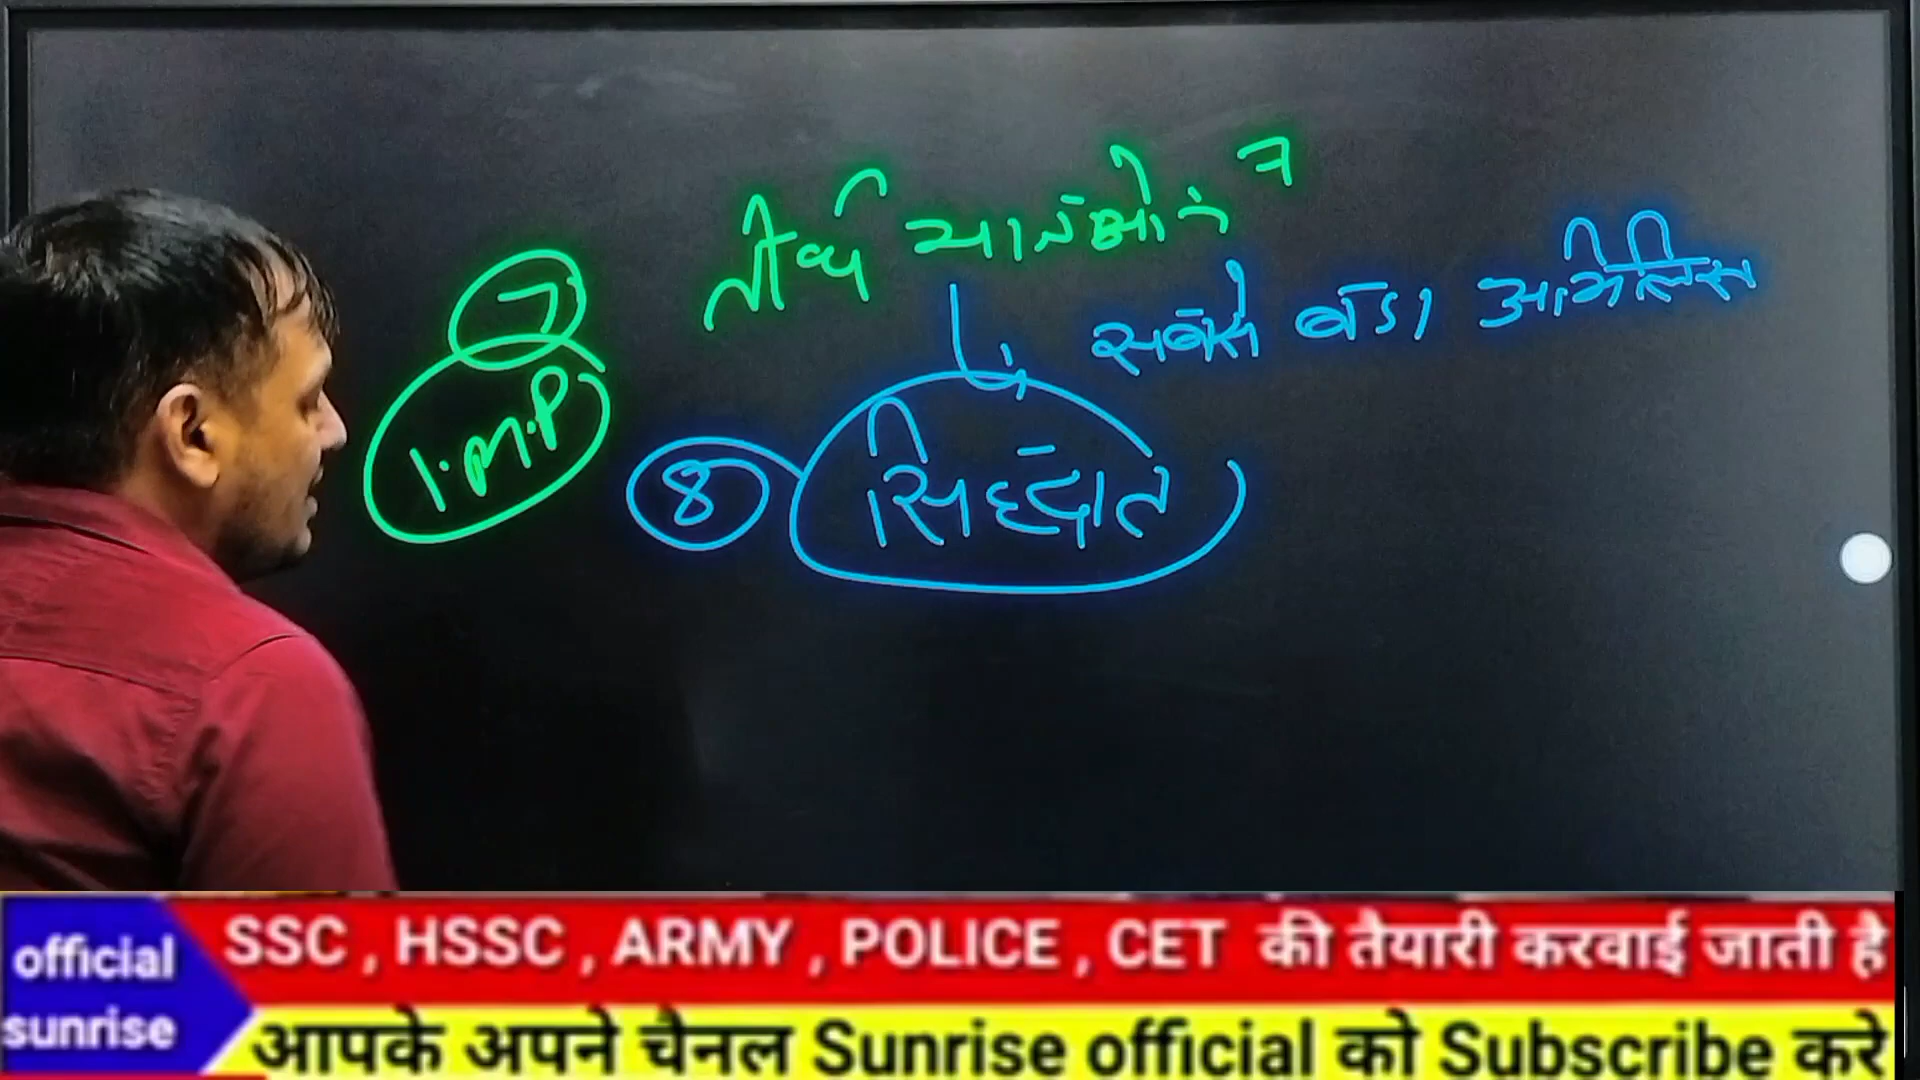 7
तीर्थ यात्राओं न 7
सबसे बड़ा
I.M.P
8
official
sunrise
SSC , HSSC , ARMY , POLICE , CET की तैयारी करवाई जाती है
आपके अपने चैनल Sunrise official को Subscribe करे